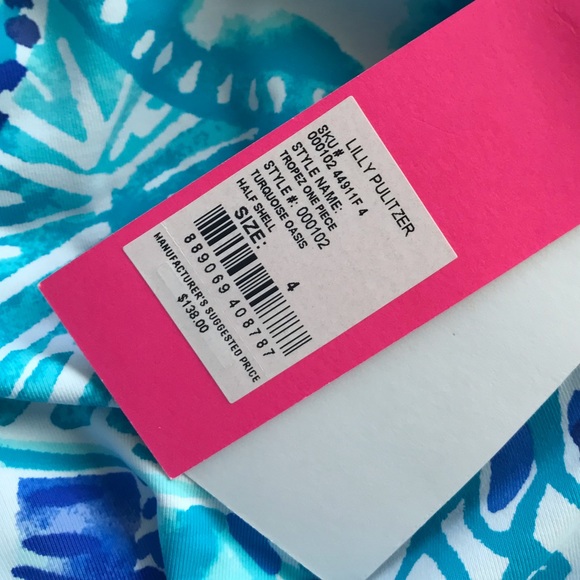 LILLY PULITZER
SKU#
000102 44911F 4
STYLE NAME:
TROPEZ ONE PIECE
STYLE #: 000102
TURQUOISE OASIS
HALF SHELL
SIZE:
4
889069408787
MANUFACTURER'S SUGGESTED PRICE
$138.00